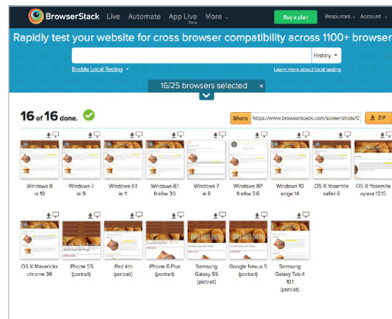 BrowserStack Live Automate App Live More Buy a plan Resources Account
Beta
Rapidly test your website for cross browser compatibility across 1100+ browser
History
Enable Local Testing Learn more about local testing
16/25 browsers selected ×
16 of 16 done. Share https://www.browserstack.com/screenshots/ ZIP
Windows 8 Windows 7 Windows 8.1 Windows 8.1 Windows 7 Windows XP Windows 10 OS X Yosemite OS X Yosemite
ie 10 ie 9 ie 11 firefox 30 ie 8 firefox 3.6 edge 14 safari 8 opera 12.15
OS X Mavericks iPhone 5S iPad 4th iPhone 6 Plus Samsung Google Nexus 5 Samsung
chrome 36 (portrait) (portrait) (portrait) Galaxy S5 (portrait) Galaxy Tab 4
(portrait) 10.1
(portrait)